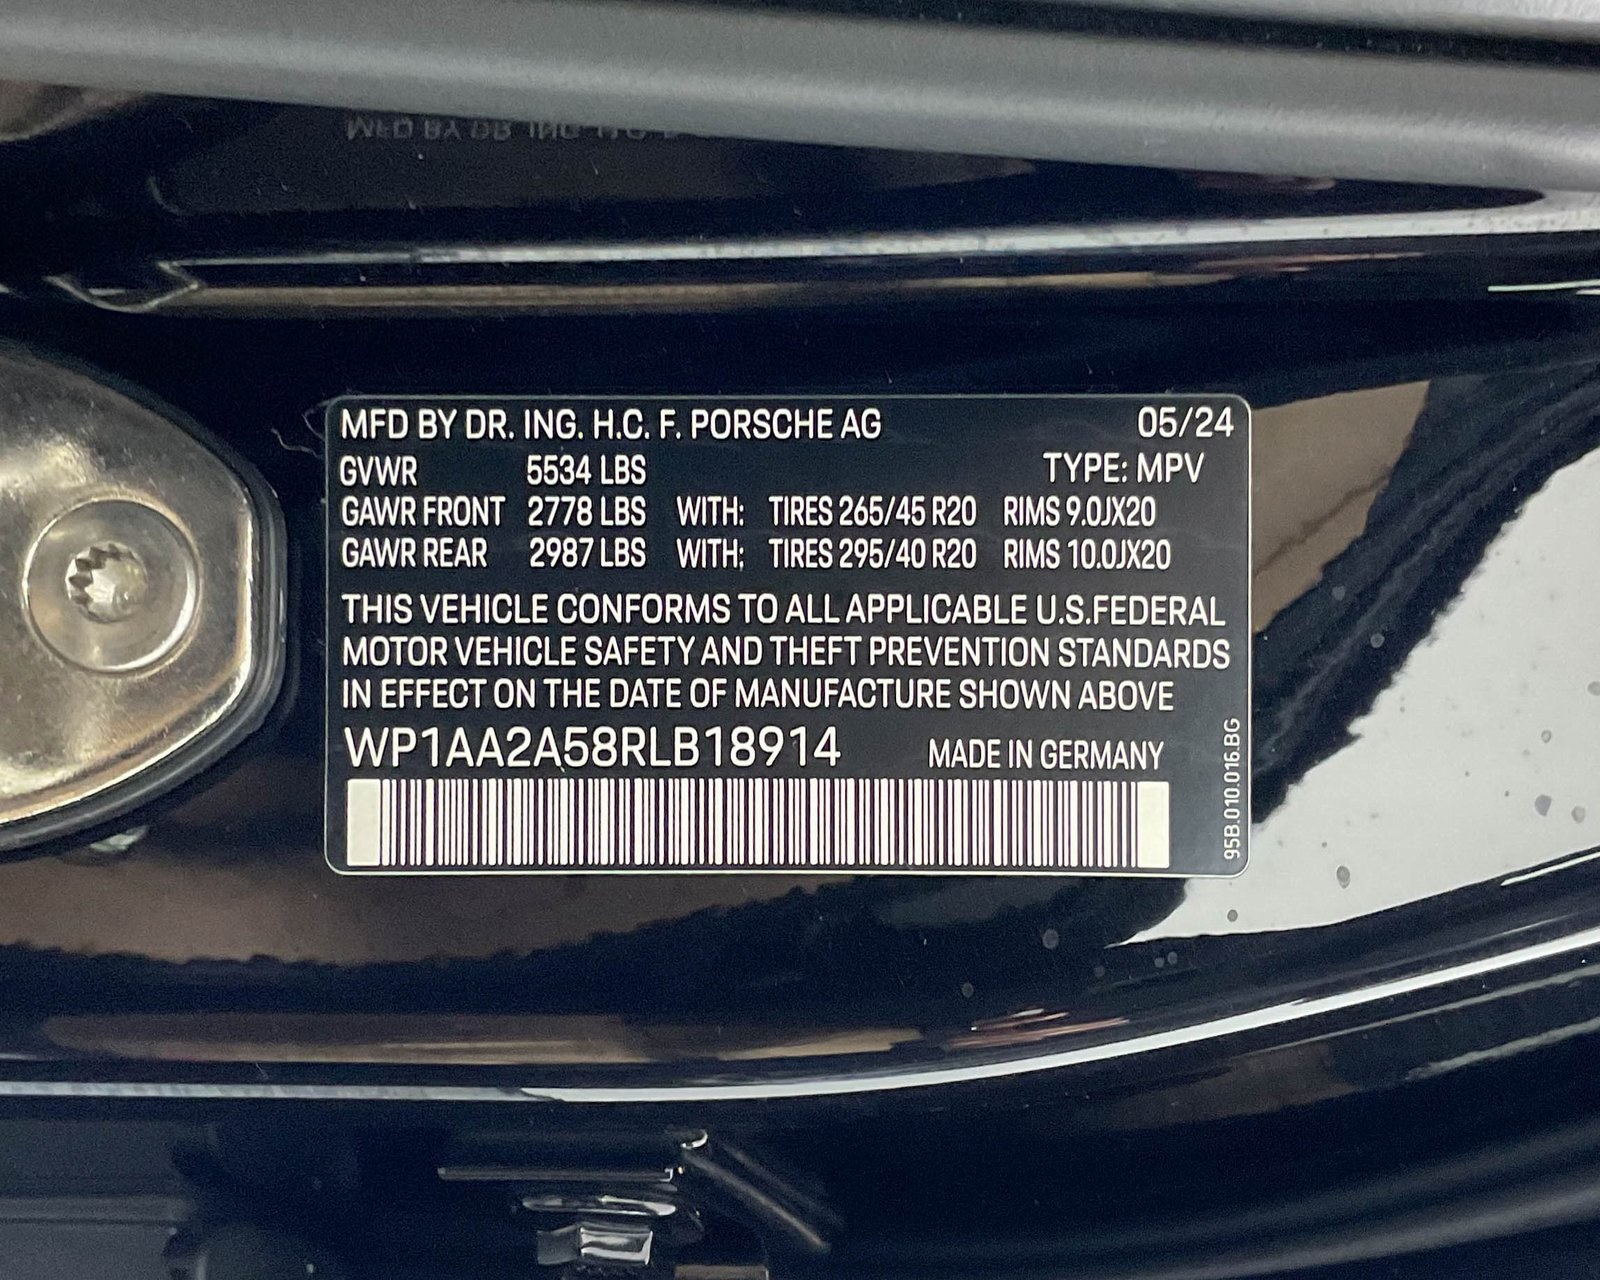 MFD BY DR. ING. H.C. F. PORSCHE AG 05/24
GVWR 5534 LBS TYPE: MPV
GAWR FRONT 2778 LBS WITH: TIRES 265/45 R20 RIMS 9.0JX20
GAWR REAR 2987 LBS WITH: TIRES 295/40 R20 RIMS 10.0JX20
THIS VEHICLE CONFORMS TO ALL APPLICABLE U.S.FEDERAL
MOTOR VEHICLE SAFETY AND THEFT PREVENTION STANDARDS
IN EFFECT ON THE DATE OF MANUFACTURE SHOWN ABOVE
WP1AA2A58RLB18914 MADE IN GERMANY
95B.010.016.BG